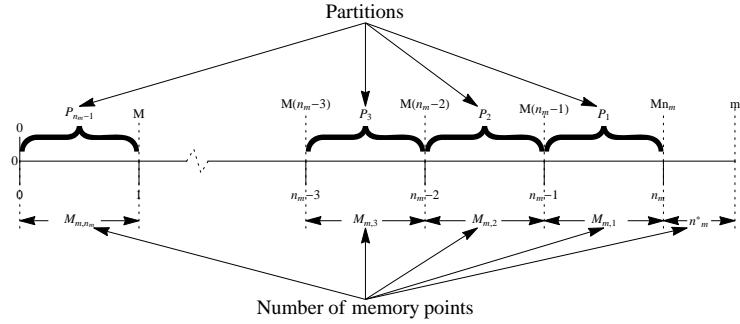 Partitions
P_{n_m−1} M M(n_m−3) P_3 M(n_m−2) P_2 M(n_m−1) P_1 Mn_m m
0
0
0 1 n_m−3 n_m−2 n_m−1 n_m
M_{m,n_m} M_{m,3} M_{m,2} M_{m,1} n*_m
Number of memory points